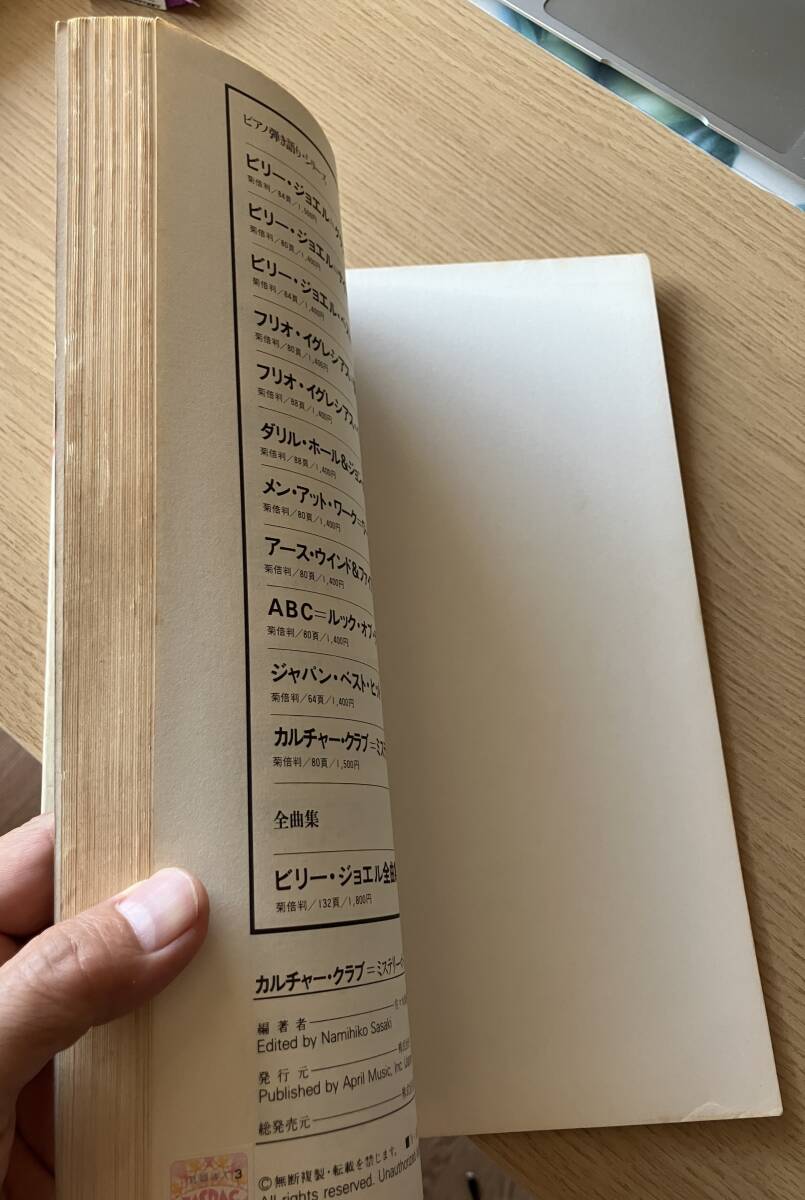 ピアノ弾き語り・シリーズ
ビリー・ジョエル=
菊倍判/84頁/1,500円
ビリー・ジョエル
菊倍判/80頁/1,400円
ビリー・ジョエル・ベス
菊倍判/64頁/1,400円
フリオ・イグレシアス
菊倍判/80頁/1,400円
フリオ・イグレシアス
菊倍判/88頁/1,400円
ダリル・ホール&ジョン
菊倍判/88頁/1,400円
メン・アット・ワーク=
菊倍判/80頁/1,400円
アース・ウインド&ファイ
菊倍判/80頁/1,400円
ABC=ルック・オブ・
菊倍判/60頁/1,400円
ジャパン・ベスト・ヒッ
菊倍判/64頁/1,400円
カルチャー・クラブ=ミステ
菊倍判/80頁/1,500円
全曲集
ビリー・ジョエル全曲
菊倍判/132頁/1,800円
カルチャー・クラブ=ミステリー・
編著者
Edited by Namihiko Sasaki
発行元
Published by April Music, Inc.
総発売元
©無断複製・転載を禁じます。
All rights reserved. Unauthorized
JASRAC